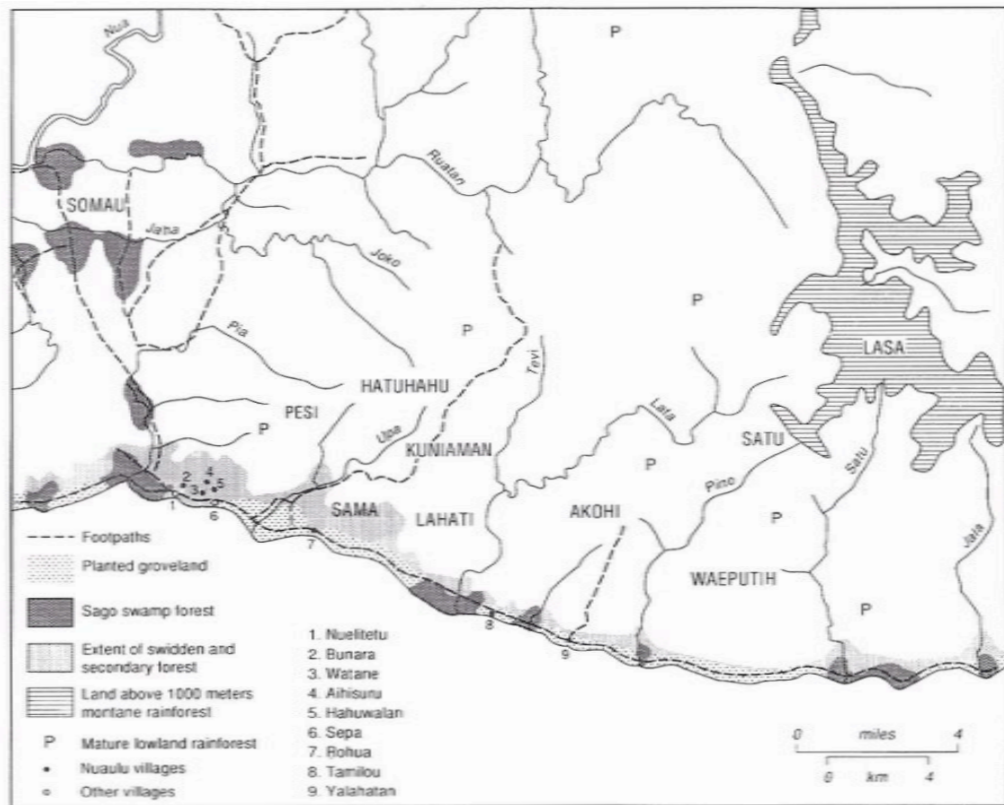 Nua
P
Ruatan
SOMAU
Jana
Joko
P
P
LASA
Pia
Tevi
HATUHAHU
PESI
Lata
Upa
P
KUNIAMAN
SATU
Satu
P
Pino
SAMA
LAHATI
AKOHI
P
Jala
WAEPUTIH
P
4
2
5
3
1
6
7
8
9
Footpaths
Planted groveland
Sago swamp forest
Extent of swidden and
secondary forest
Land above 1000 meters
montane rainforest
P Mature lowland rainforest
Nuaulu villages
Other villages
1. Nuelitetu
2. Bunara
3. Watane
4. Aihisuru
5. Hahuwalan
6. Sepa
7. Rohua
8. Tamilou
9. Yalahatan
0 miles 4
0 km 4